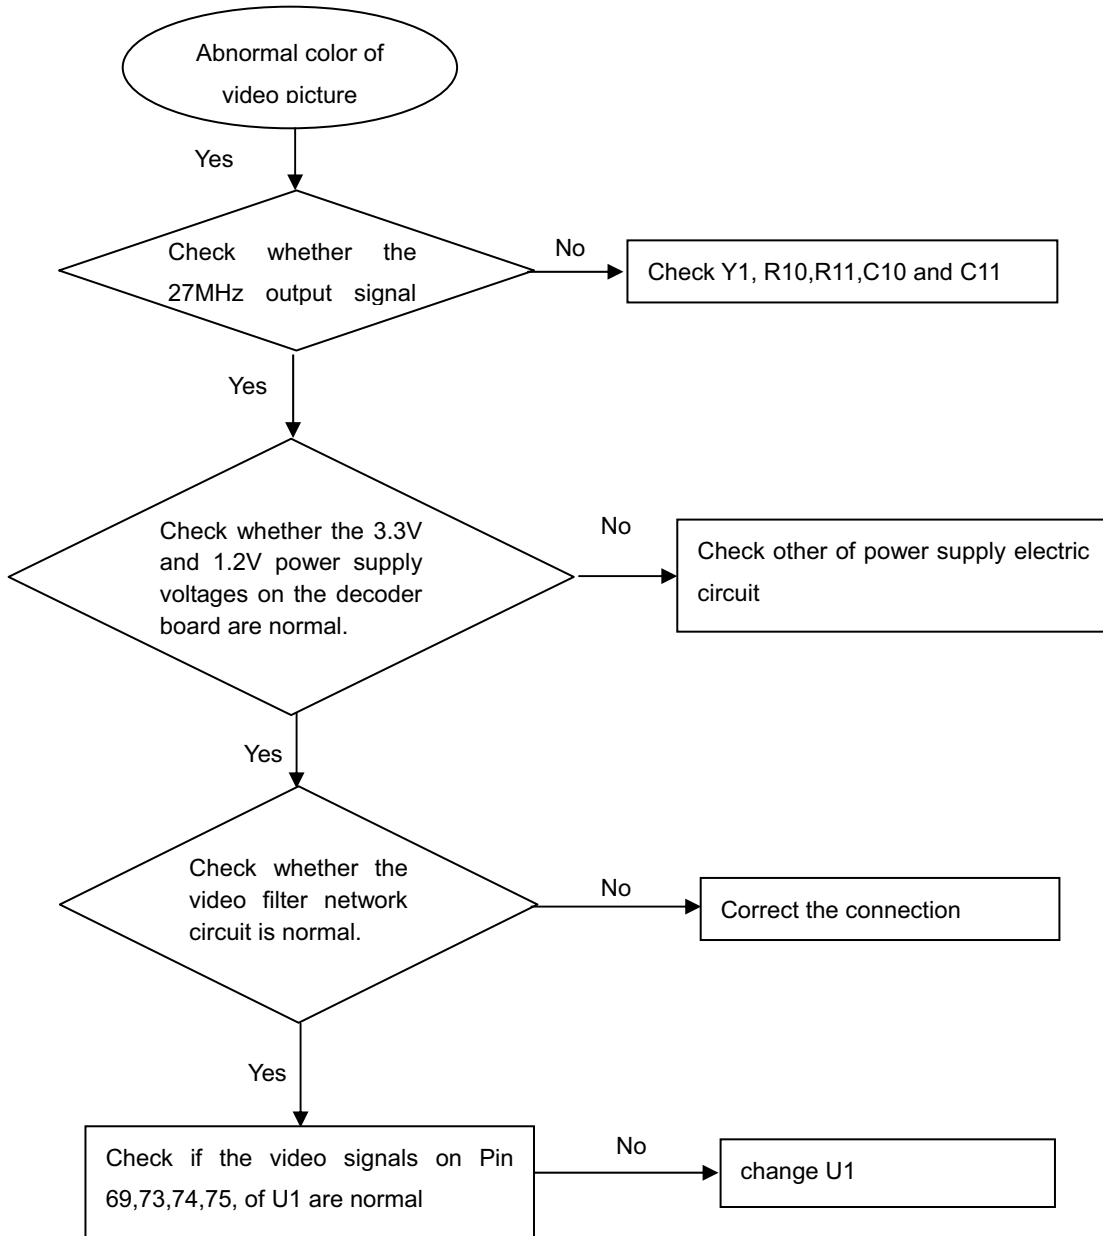 Abnormal color of
video picture
Yes
Check whether the
27MHz output signal
No
Check Y1, R10,R11,C10 and C11
Yes
Check whether the 3.3V
and 1.2V power supply
voltages on the decoder
board are normal.
No
Check other of power supply electric
circuit
Yes
Check whether the
video filter network
circuit is normal.
No
Correct the connection
Yes
Check if the video signals on Pin
69,73,74,75, of U1 are normal
No
change U1